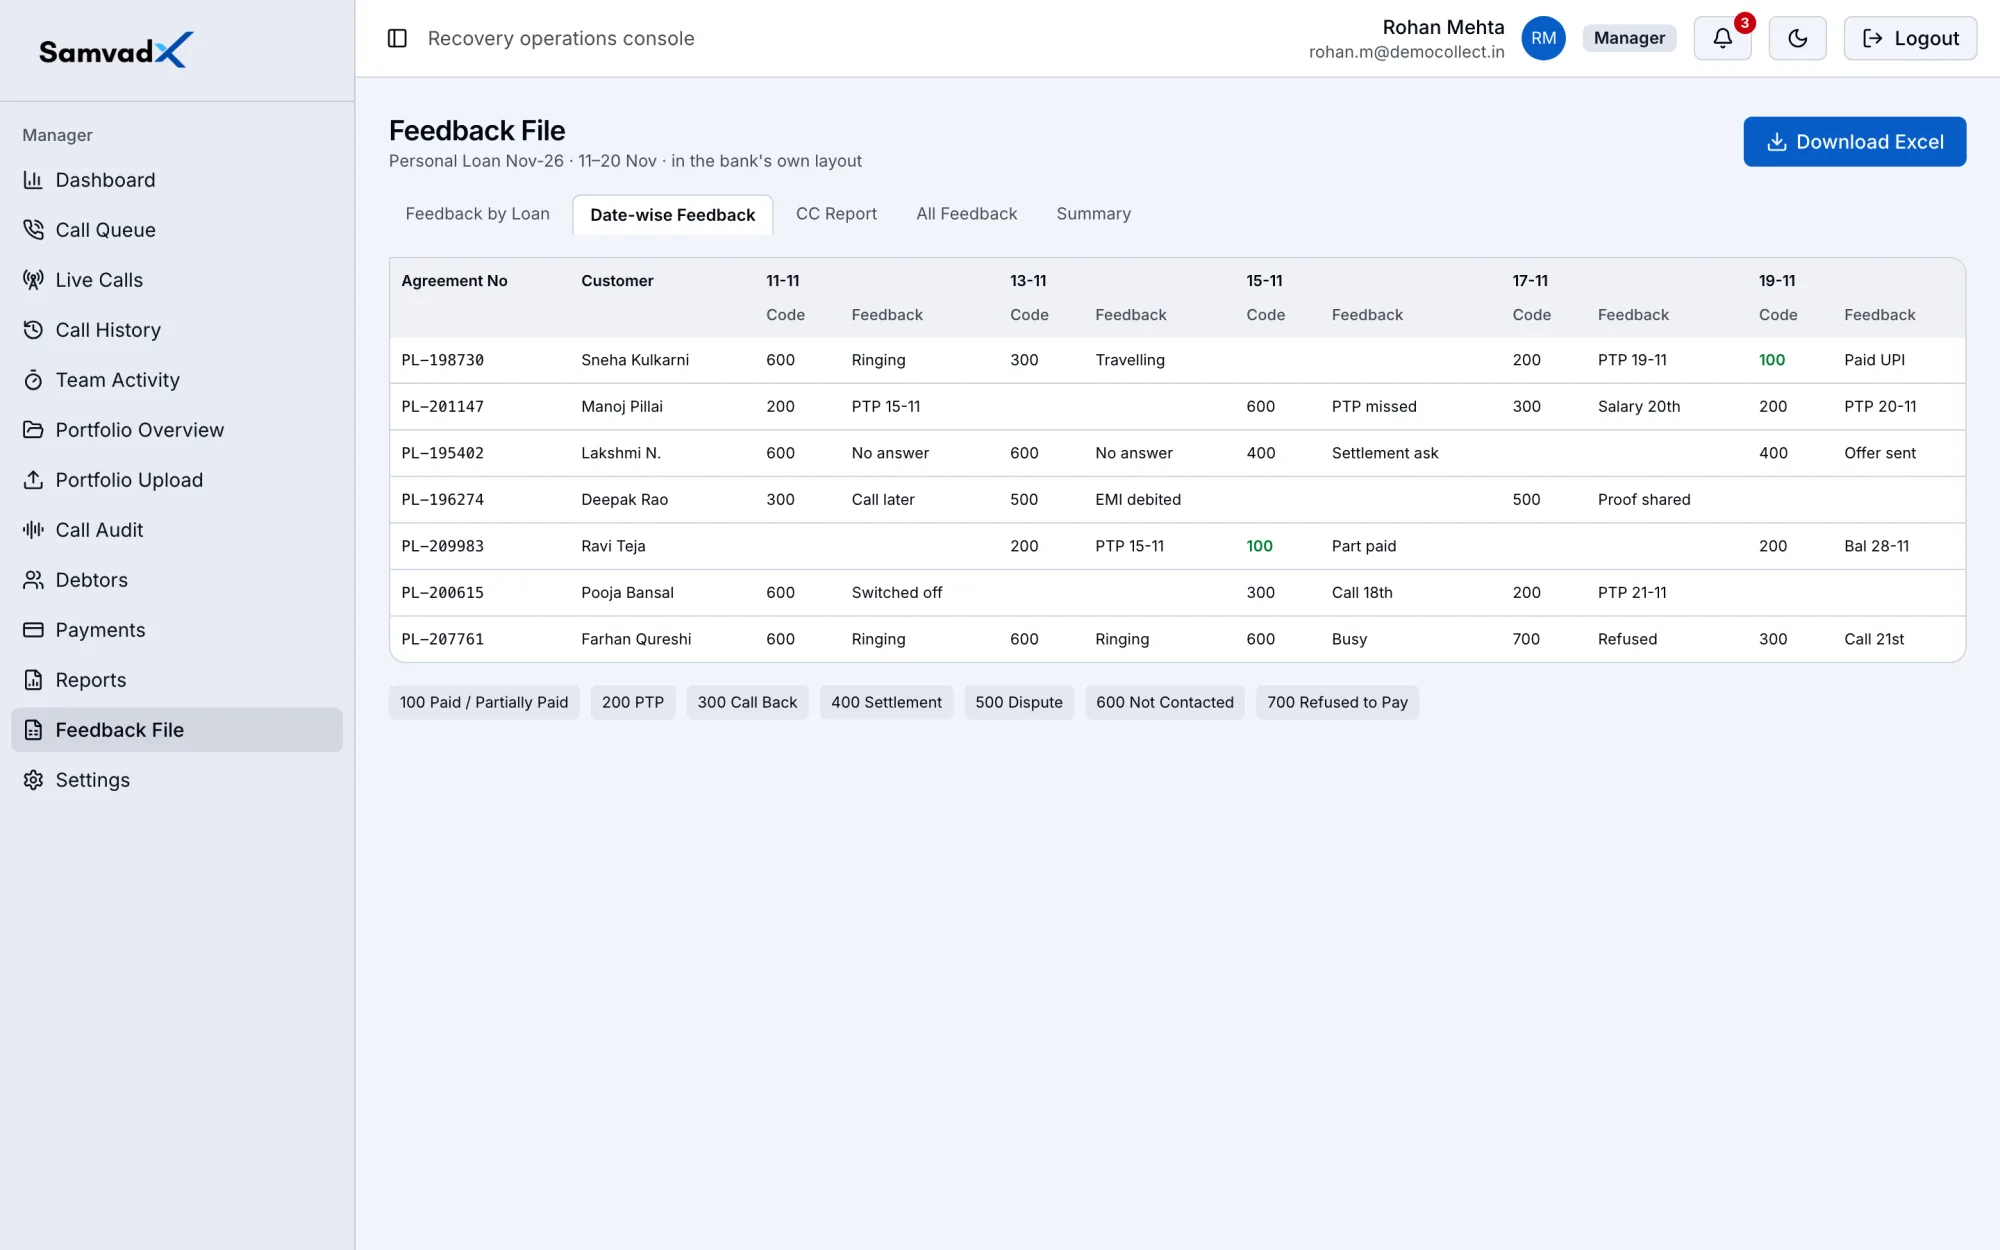 SamvadX
Recovery operations console
Rohan Mehta
rohan.m@democollect.in
RM
Manager
3
Logout
Manager
Dashboard
Call Queue
Live Calls
Call History
Team Activity
Portfolio Overview
Portfolio Upload
Call Audit
Debtors
Payments
Reports
Feedback File
Settings
Feedback File
Personal Loan Nov-26 · 11–20 Nov · in the bank's own layout
Download Excel
Feedback by Loan Date-wise Feedback CC Report All Feedback Summary
Agreement No Customer 11-11 13-11 15-11 17-11 19-11
Code Feedback Code Feedback Code Feedback Code Feedback Code Feedback
PL-198730 Sneha Kulkarni 600 Ringing 300 Travelling 200 PTP 19-11 100 Paid UPI
PL-201147 Manoj Pillai 200 PTP 15-11 600 PTP missed 300 Salary 20th 200 PTP 20-11
PL-195402 Lakshmi N. 600 No answer 600 No answer 400 Settlement ask 400 Offer sent
PL-196274 Deepak Rao 300 Call later 500 EMI debited 500 Proof shared
PL-209983 Ravi Teja 200 PTP 15-11 100 Part paid 200 Bal 28-11
PL-200615 Pooja Bansal 600 Switched off 300 Call 18th 200 PTP 21-11
PL-207761 Farhan Qureshi 600 Ringing 600 Ringing 600 Busy 700 Refused 300 Call 21st
100 Paid / Partially Paid 200 PTP 300 Call Back 400 Settlement 500 Dispute 600 Not Contacted 700 Refused to Pay